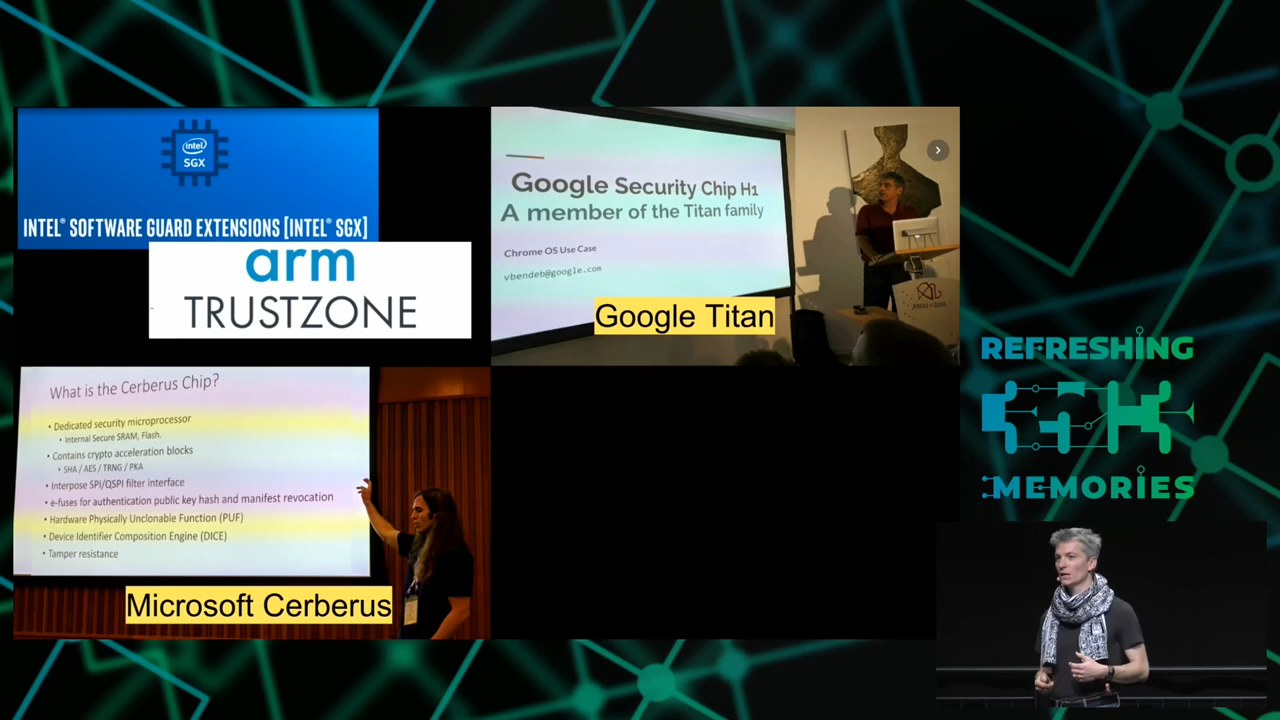 intel
SGX
INTEL® SOFTWARE GUARD EXTENSIONS [INTEL® SGX]
arm
TRUSTZONE
Google Security Chip H1
A member of the Titan family
Chrome OS Use Case
vbendeb@google.com
Google Titan
What is the Cerberus Chip?
• Dedicated security microprocessor
• Internal Secure SRAM, Flash.
• Contains crypto acceleration blocks
• SHA / AES / TRNG / PKA
• Interpose SPI/QSPI filter interface
• e-fuses for authentication public key hash and manifest revocation
• Hardware Physically Unclonable Function (PUF)
• Device Identifier Composition Engine (DICE)
• Tamper resistance
Microsoft Cerberus
REFRESHING
MEMORIES